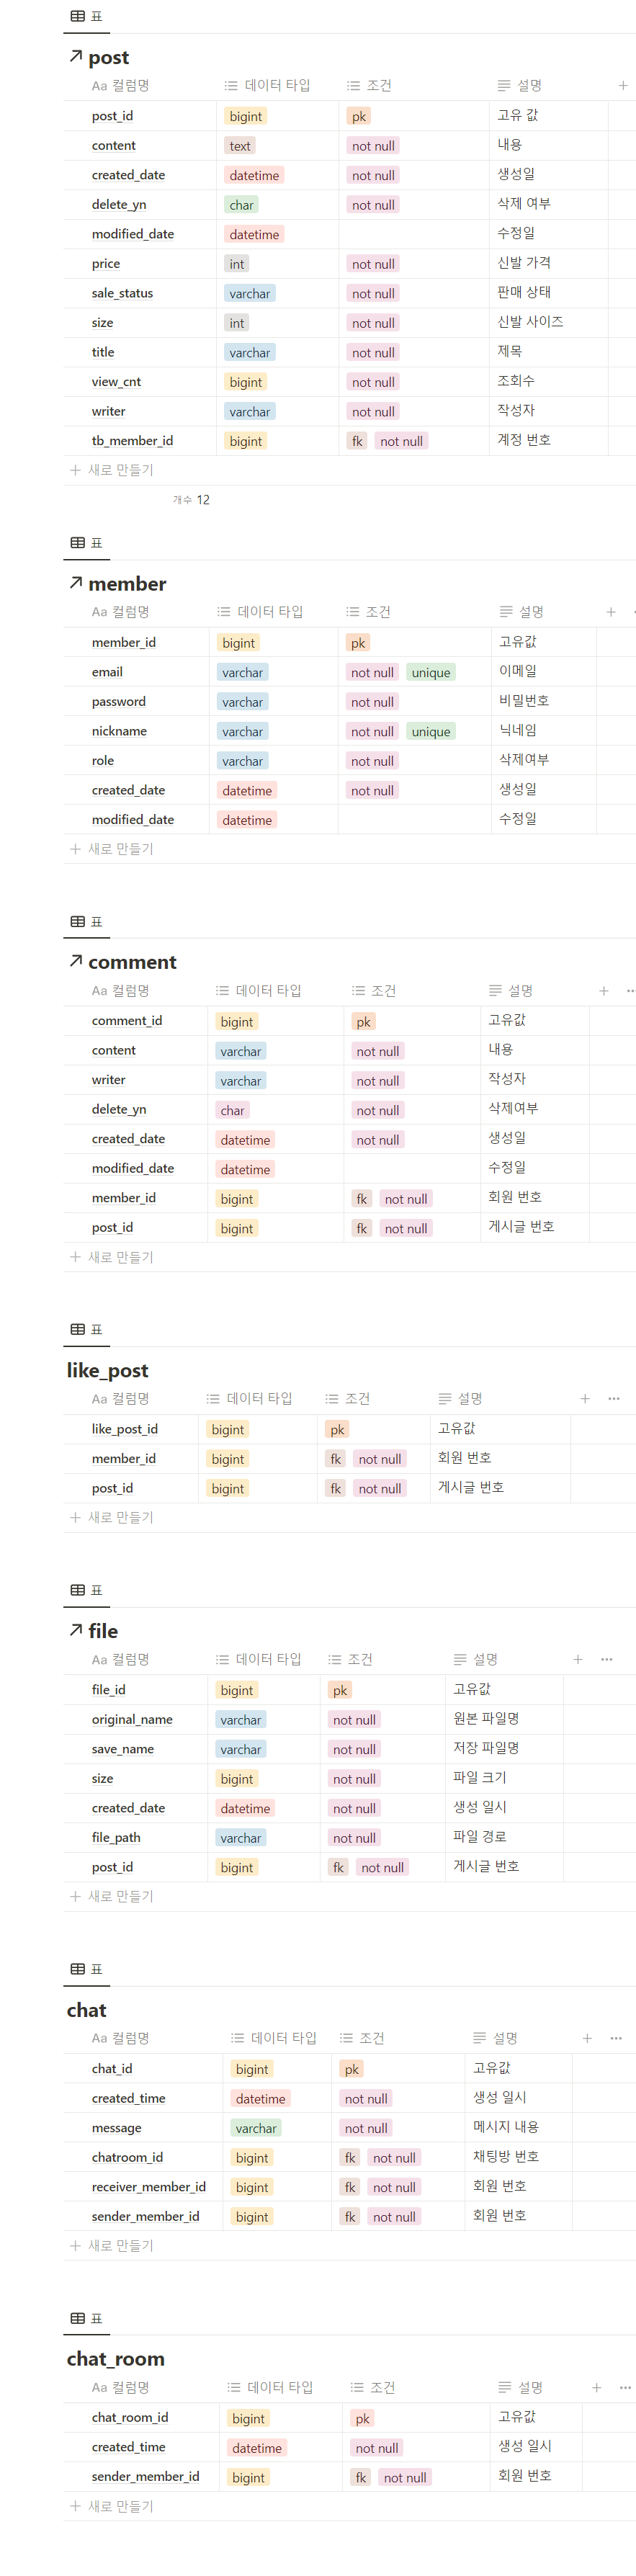 표
post
Aa 컬럼명 데이터 타입 조건 설명
post_id bigint pk 고유 값
content text not null 내용
created_date datetime not null 생성일
delete_yn char not null 삭제 여부
modified_date datetime 수정일
price int not null 신발 가격
sale_status varchar not null 판매 상태
size int not null 신발 사이즈
title varchar not null 제목
view_cnt bigint not null 조회수
writer varchar not null 작성자
tb_member_id bigint fk not null 계정 번호
새로 만들기
개수 12
표
member
Aa 컬럼명 데이터 타입 조건 설명
member_id bigint pk 고유값
email varchar not null unique 이메일
password varchar not null 비밀번호
nickname varchar not null unique 닉네임
role varchar not null 삭제여부
created_date datetime not null 생성일
modified_date datetime 수정일
새로 만들기
표
comment
Aa 컬럼명 데이터 타입 조건 설명
comment_id bigint pk 고유값
content varchar not null 내용
writer varchar not null 작성자
delete_yn char not null 삭제여부
created_date datetime not null 생성일
modified_date datetime 수정일
member_id bigint fk not null 회원 번호
post_id bigint fk not null 게시글 번호
새로 만들기
표
like_post
Aa 컬럼명 데이터 타입 조건 설명
like_post_id bigint pk 고유값
member_id bigint fk not null 회원 번호
post_id bigint fk not null 게시글 번호
새로 만들기
표
file
Aa 컬럼명 데이터 타입 조건 설명
file_id bigint pk 고유값
original_name varchar not null 원본 파일명
save_name varchar not null 저장 파일명
size bigint not null 파일 크기
created_date datetime not null 생성 일시
file_path varchar not null 파일 경로
post_id bigint fk not null 게시글 번호
새로 만들기
표
chat
Aa 컬럼명 데이터 타입 조건 설명
chat_id bigint pk 고유값
created_time datetime not null 생성 일시
message varchar not null 메시지 내용
chatroom_id bigint fk not null 채팅방 번호
receiver_member_id bigint fk not null 회원 번호
sender_member_id bigint fk not null 회원 번호
새로 만들기
표
chat_room
Aa 컬럼명 데이터 타입 조건 설명
chat_room_id bigint pk 고유값
created_time datetime not null 생성 일시
sender_member_id bigint fk not null 회원 번호
새로 만들기